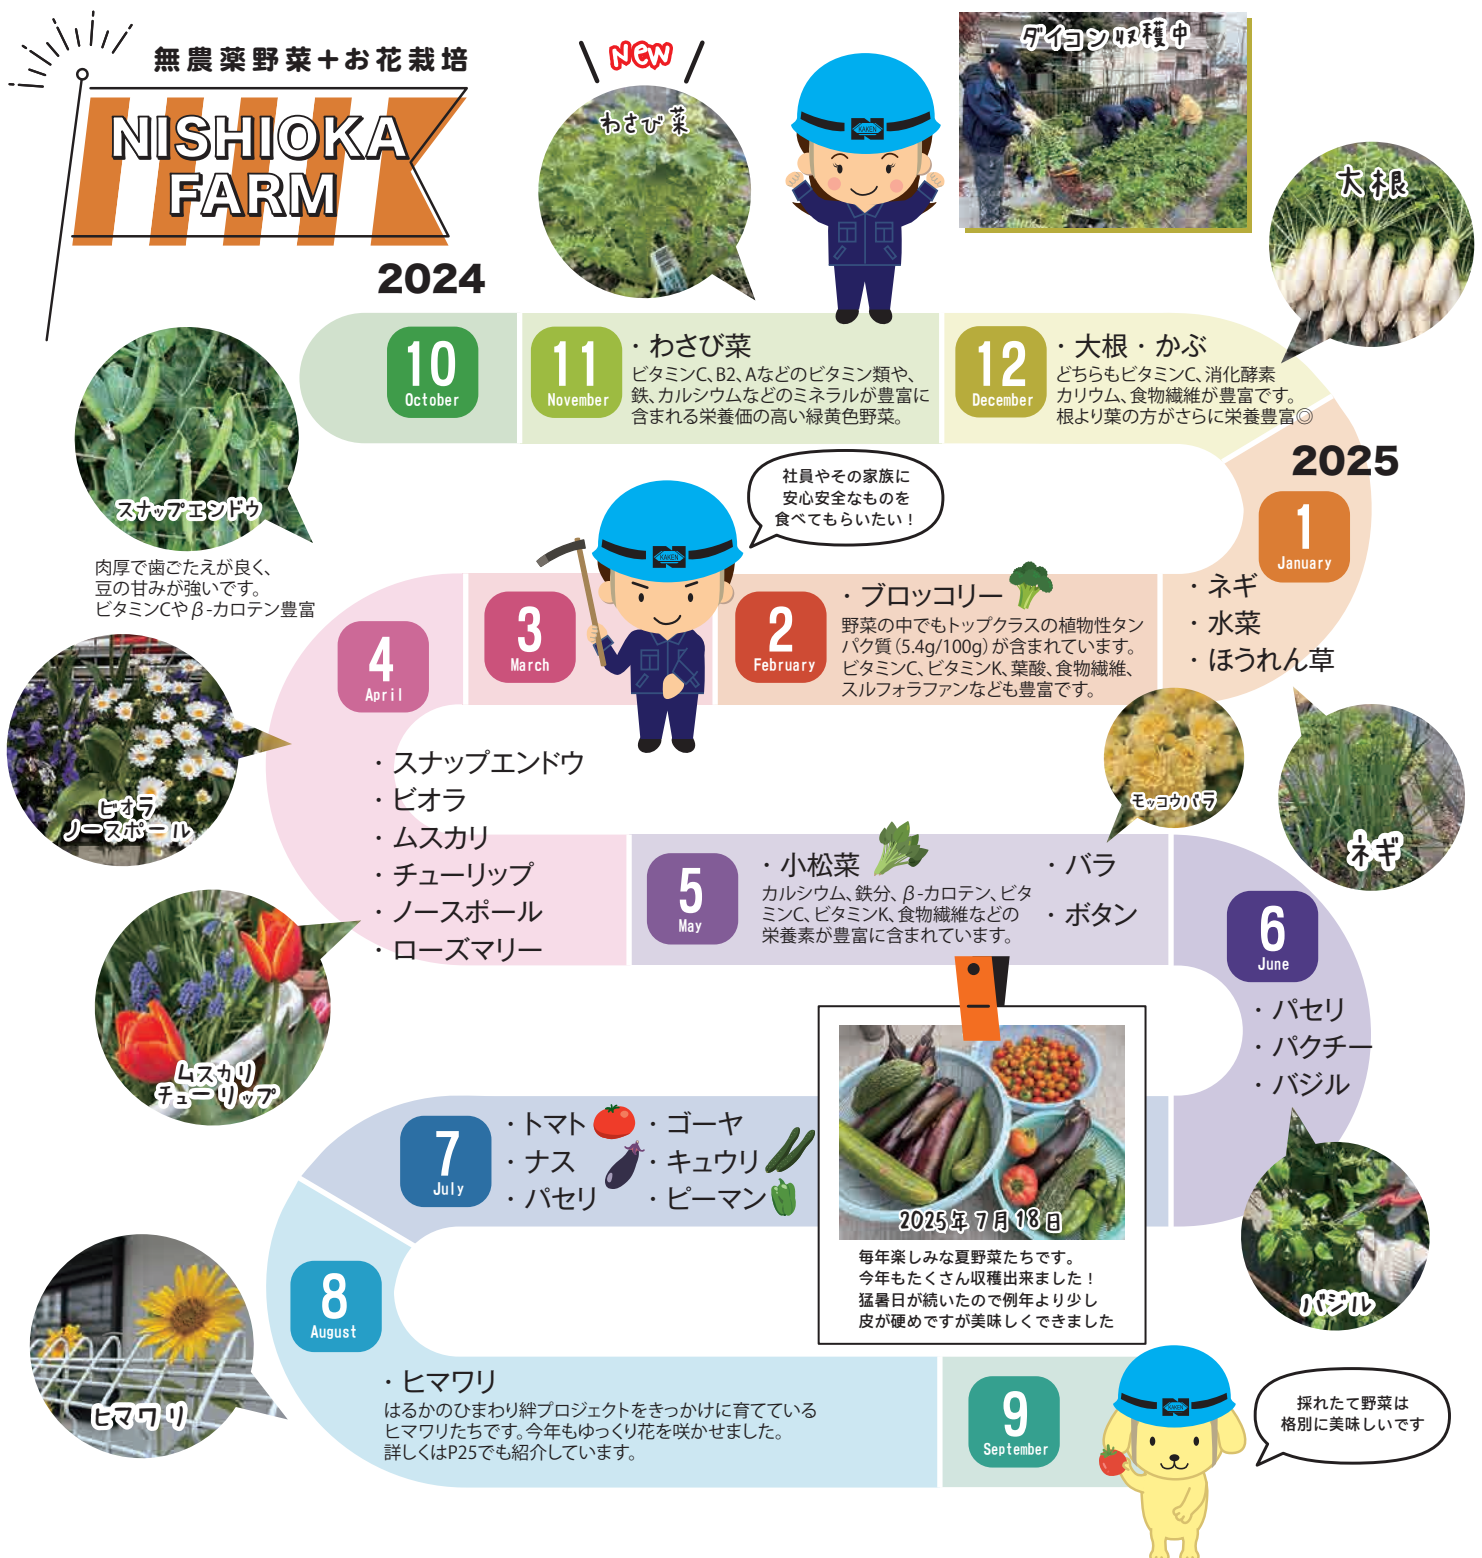 無農薬野菜＋お花栽培
NISHIOKA
FARM
NEW
わさび菜
ダイコン収穫中
大根
2024
10
October
11
November
・わさび菜
ビタミンC、B2、Aなどのビタミン類や、
鉄、カルシウムなどのミネラルが豊富に
含まれる栄養価の高い緑黄色野菜。
12
December
・大根・かぶ
どちらもビタミンC、消化酵素
カリウム、食物繊維が豊富です。
根より葉の方がさらに栄養豊富◎
スナップエンドウ
肉厚で歯ごたえが良く、
豆の甘みが強いです。
ビタミンCやβ-カロテン豊富
2025
1
January
・ネギ
・水菜
・ほうれん草
ネギ
社員やその家族に
安心安全なものを
食べてもらいたい！
KAKEN
KAKEN
2
February
・ブロッコリー
野菜の中でもトップクラスの植物性タン
パク質（5.4g/100g）が含まれています。
ビタミンC、ビタミンK、葉酸、食物繊維、
スルフォラファンなども豊富です。
3
March
4
April
・スナップエンドウ
・ビオラ
・ムスカリ
・チューリップ
・ノースポール
・ローズマリー
ビオラ
ノースポール
ムスカリ
チューリップ
モッコウバラ
5
May
・小松菜
カルシウム、鉄分、β-カロテン、ビタ
ミンC、ビタミンK、食物繊維などの
栄養素が豊富に含まれています。
・バラ
・ボタン
6
June
・パセリ
・パクチー
・バジル
バジル
7
July
・トマト
・ナス
・パセリ
・ゴーヤ
・キュウリ
・ピーマン
2025年7月18日
毎年楽しみな夏野菜たちです。
今年もたくさん収穫出来ました！
猛暑日が続いたので例年より少し
皮が硬めですが美味しくできました
8
August
・ヒマワリ
はるかのひまわり絆プロジェクトをきっかけに育てている
ヒマワリたちです。今年もゆっくり花を咲かせました。
詳しくはP25でも紹介しています。
ヒマワリ
9
September
KAKEN
採れたて野菜は
格別に美味しいです